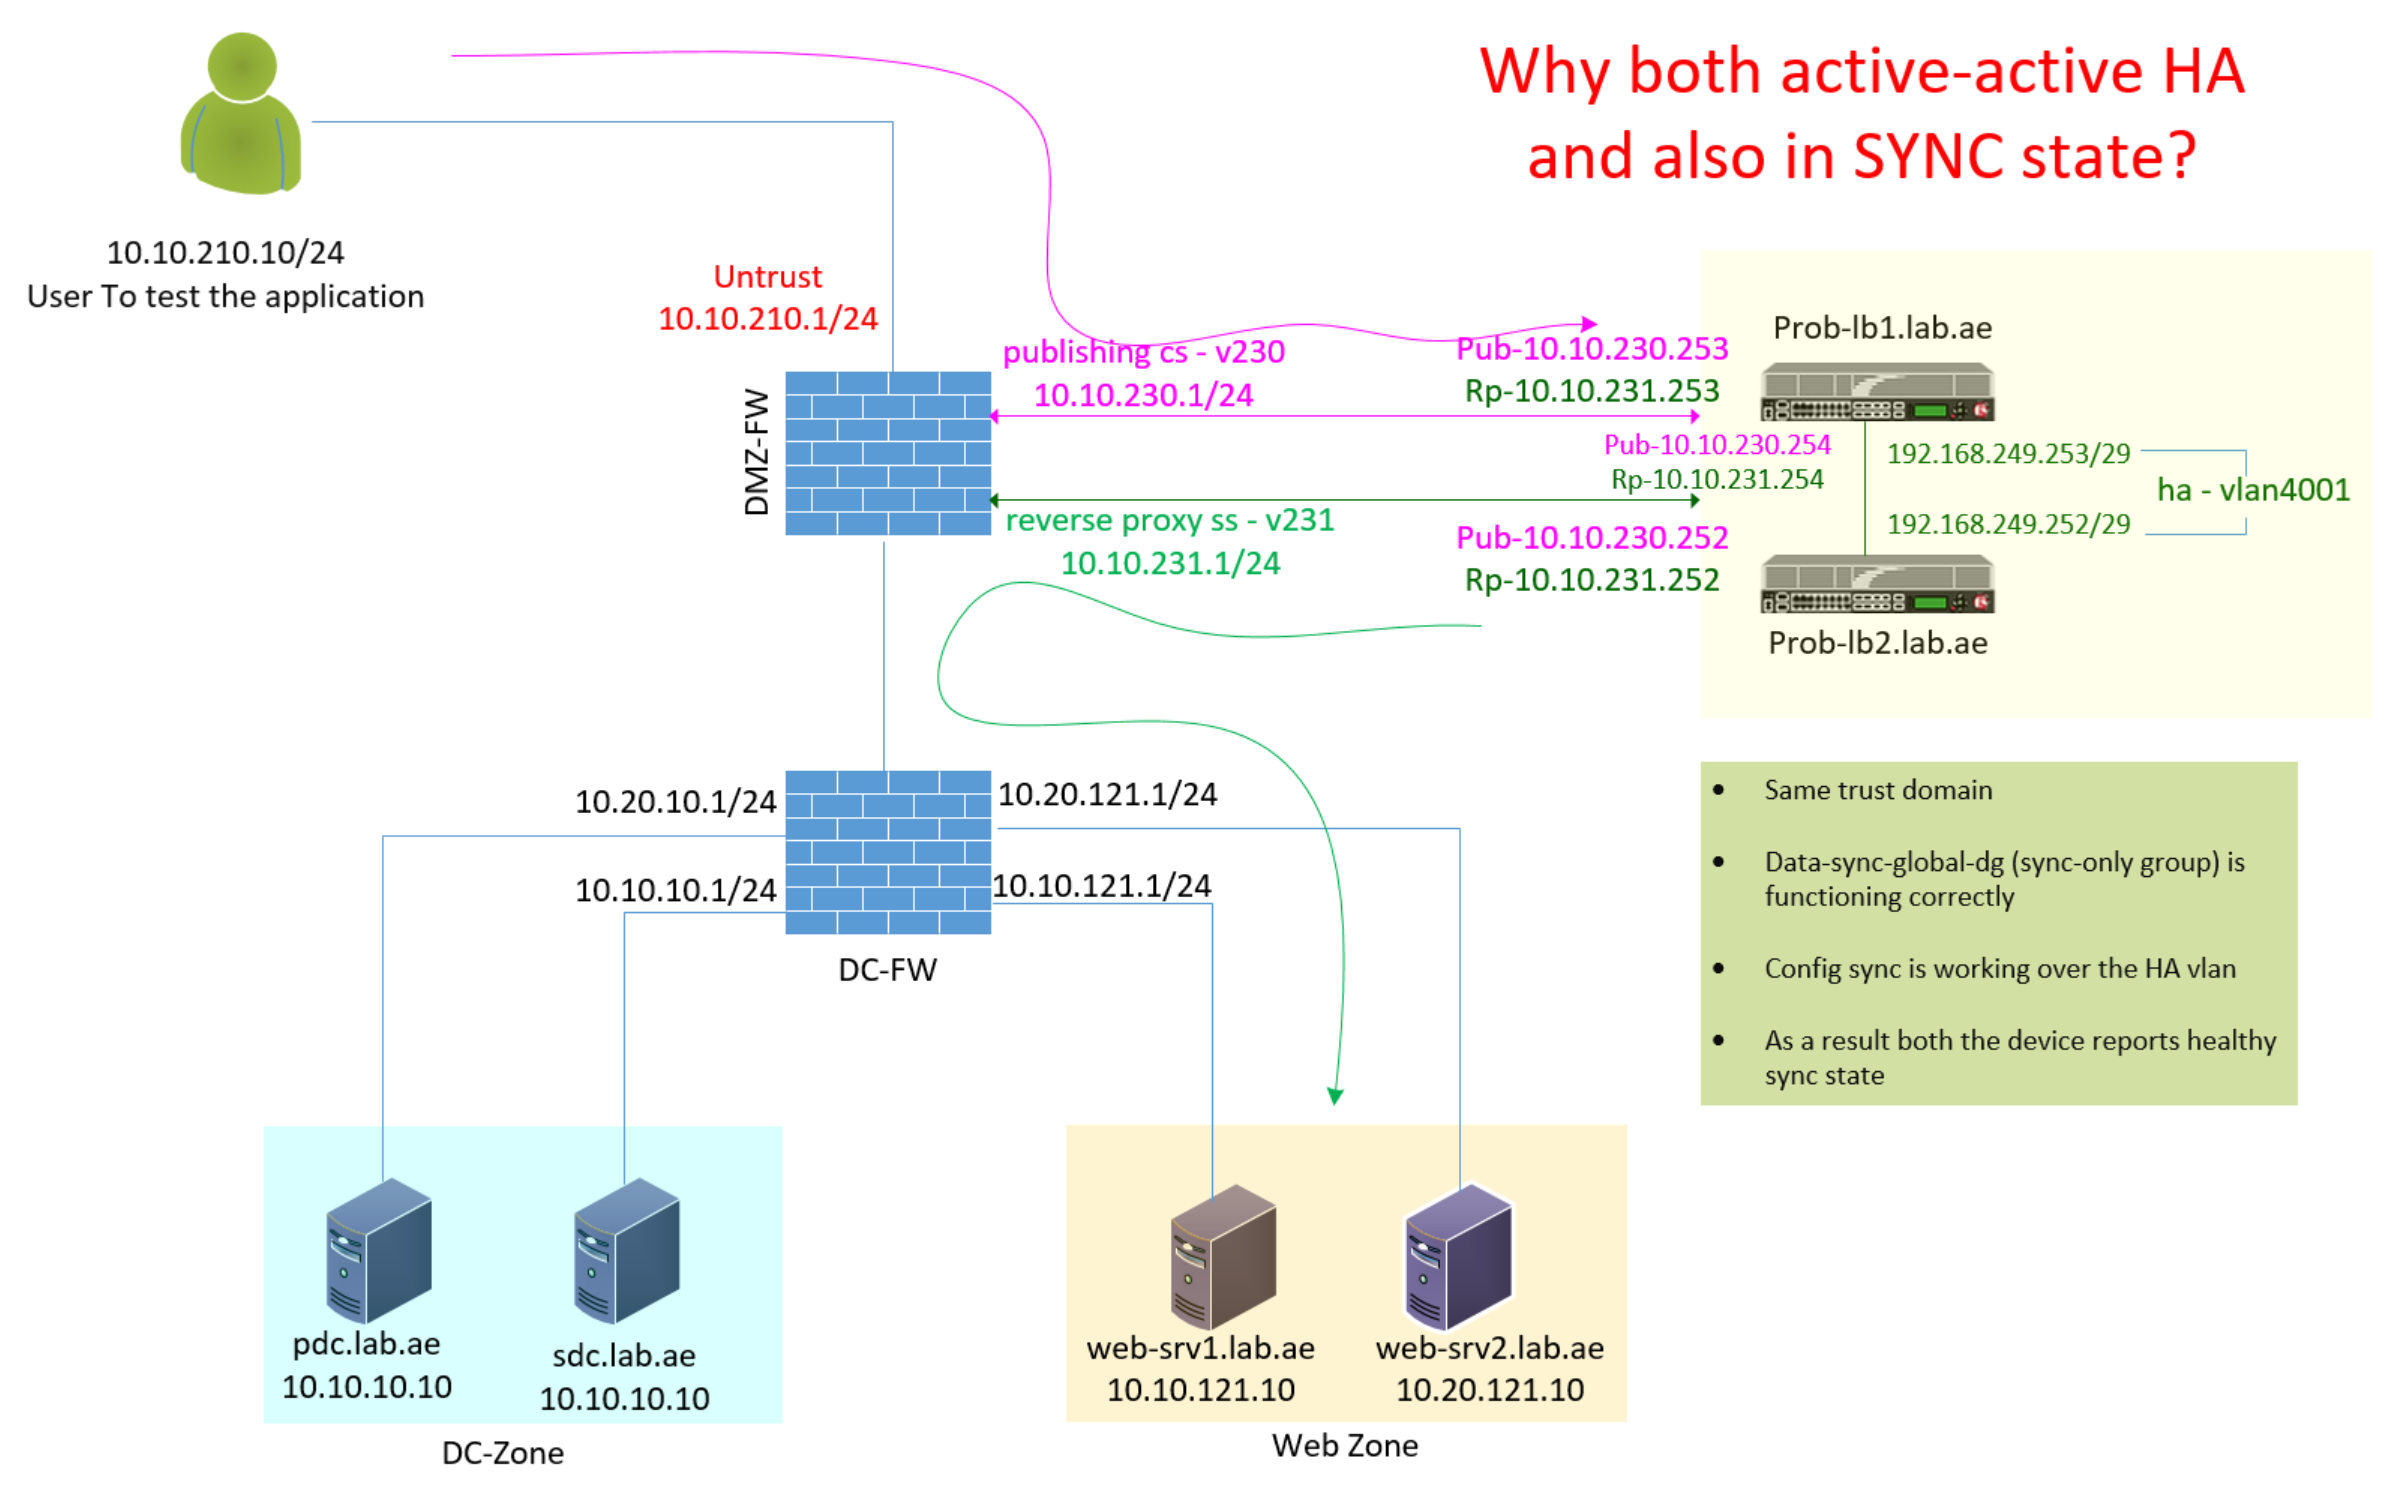 Why both active-active HA
and also in SYNC state?
10.10.210.10/24
User To test the application
Untrust
10.10.210.1/24
DMZ-FW
publishing cs - v230
10.10.230.1/24
Pub-10.10.230.253
Rp-10.10.231.253
Prob-lb1.lab.ae
Pub-10.10.230.254
Rp-10.10.231.254
192.168.249.253/29
ha - vlan4001
192.168.249.252/29
reverse proxy ss - v231
10.10.231.1/24
Pub-10.10.230.252
Rp-10.10.231.252
Prob-lb2.lab.ae
10.20.10.1/24
10.20.121.1/24
10.10.10.1/24
10.10.121.1/24
DC-FW
• Same trust domain
• Data-sync-global-dg (sync-only group) is
functioning correctly
• Config sync is working over the HA vlan
• As a result both the device reports healthy
sync state
pdc.lab.ae
10.10.10.10
sdc.lab.ae
10.10.10.10
DC-Zone
web-srv1.lab.ae
10.10.121.10
web-srv2.lab.ae
10.20.121.10
Web Zone